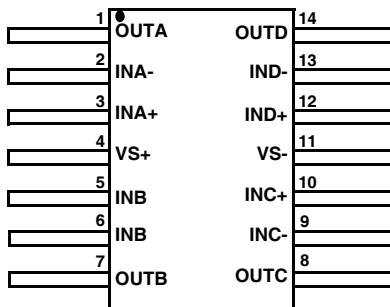 1 OUTA OUTD 14
2 INA- IND- 13
3 INA+ IND+ 12
4 VS+ VS- 11
5 INB INC+ 10
6 INB INC- 9
7 OUTB OUTC 8